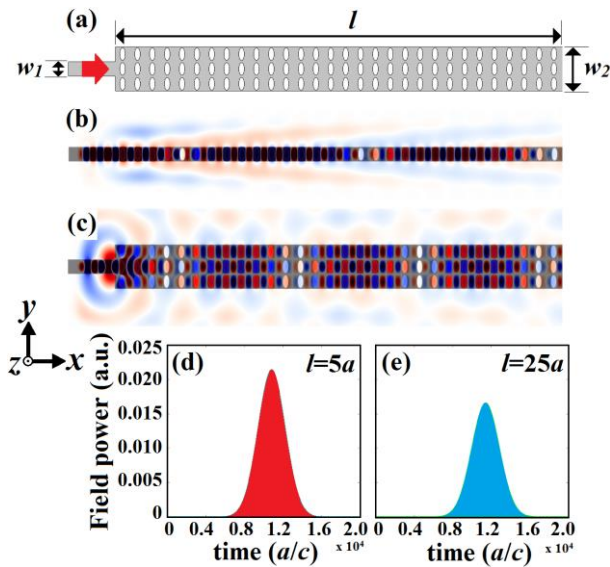 (a) l
w1 w2
(b)
(c)
y
z x
Field power (a.u.)
0.025
0.020
0.015
0.010
0.005
0
(d) l=5a
(e) l=25a
0 0.4 0.8 1.2 1.6 2.0
0 0.4 0.8 1.2 1.6 2.0
time (a/c) x 10⁴
time (a/c) x 10⁴